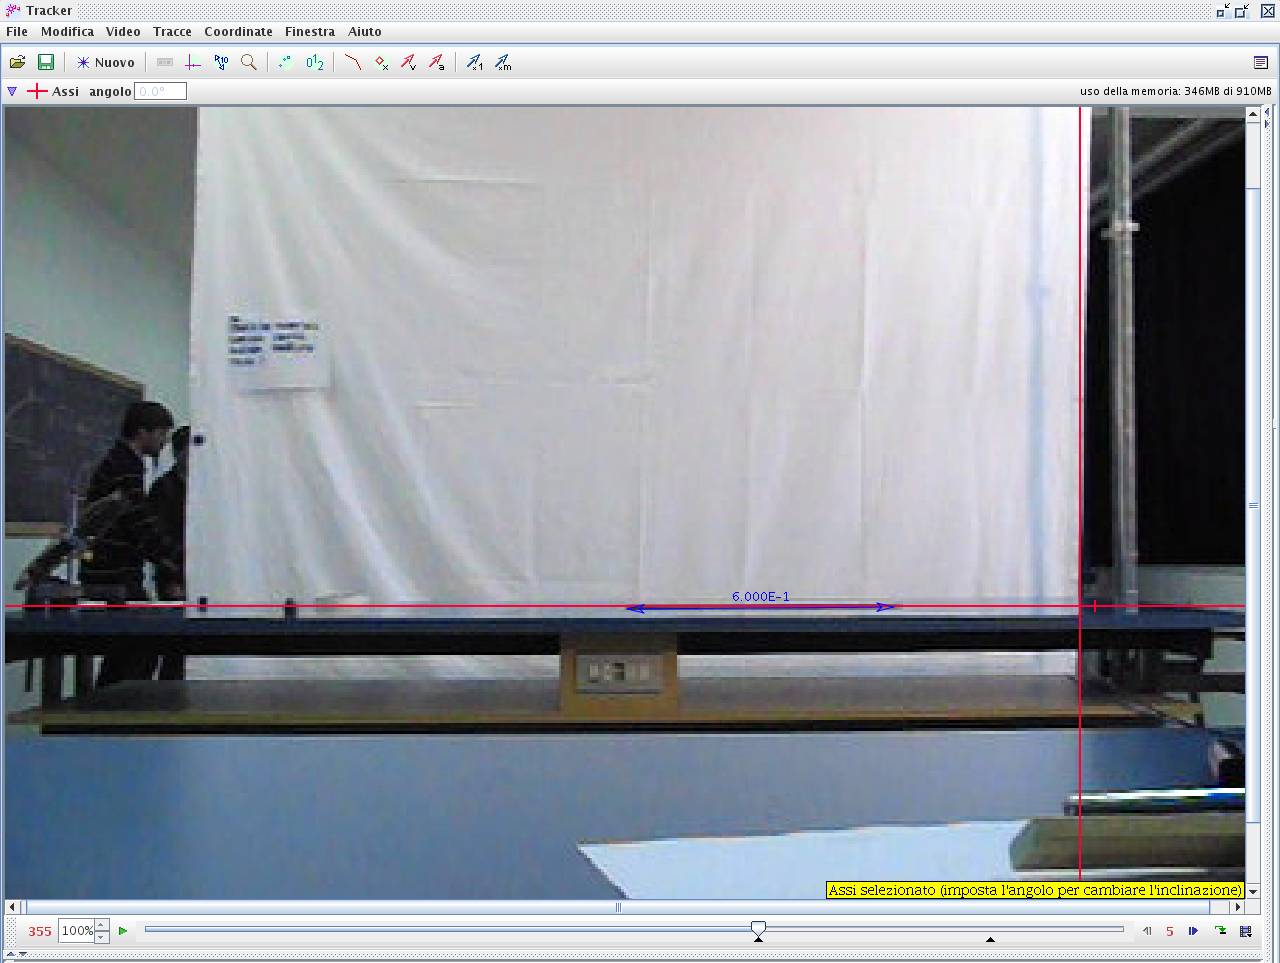 Tracker
File Modifica Video Tracce Coordinate Finestra Aiuto
Nuovo
Assi angolo 0.0° uso della memoria: 346MB di 910MB
6.000E-1
Assi selezionato (imposta l'angolo per cambiare l'inclinazione)
355 100% 5